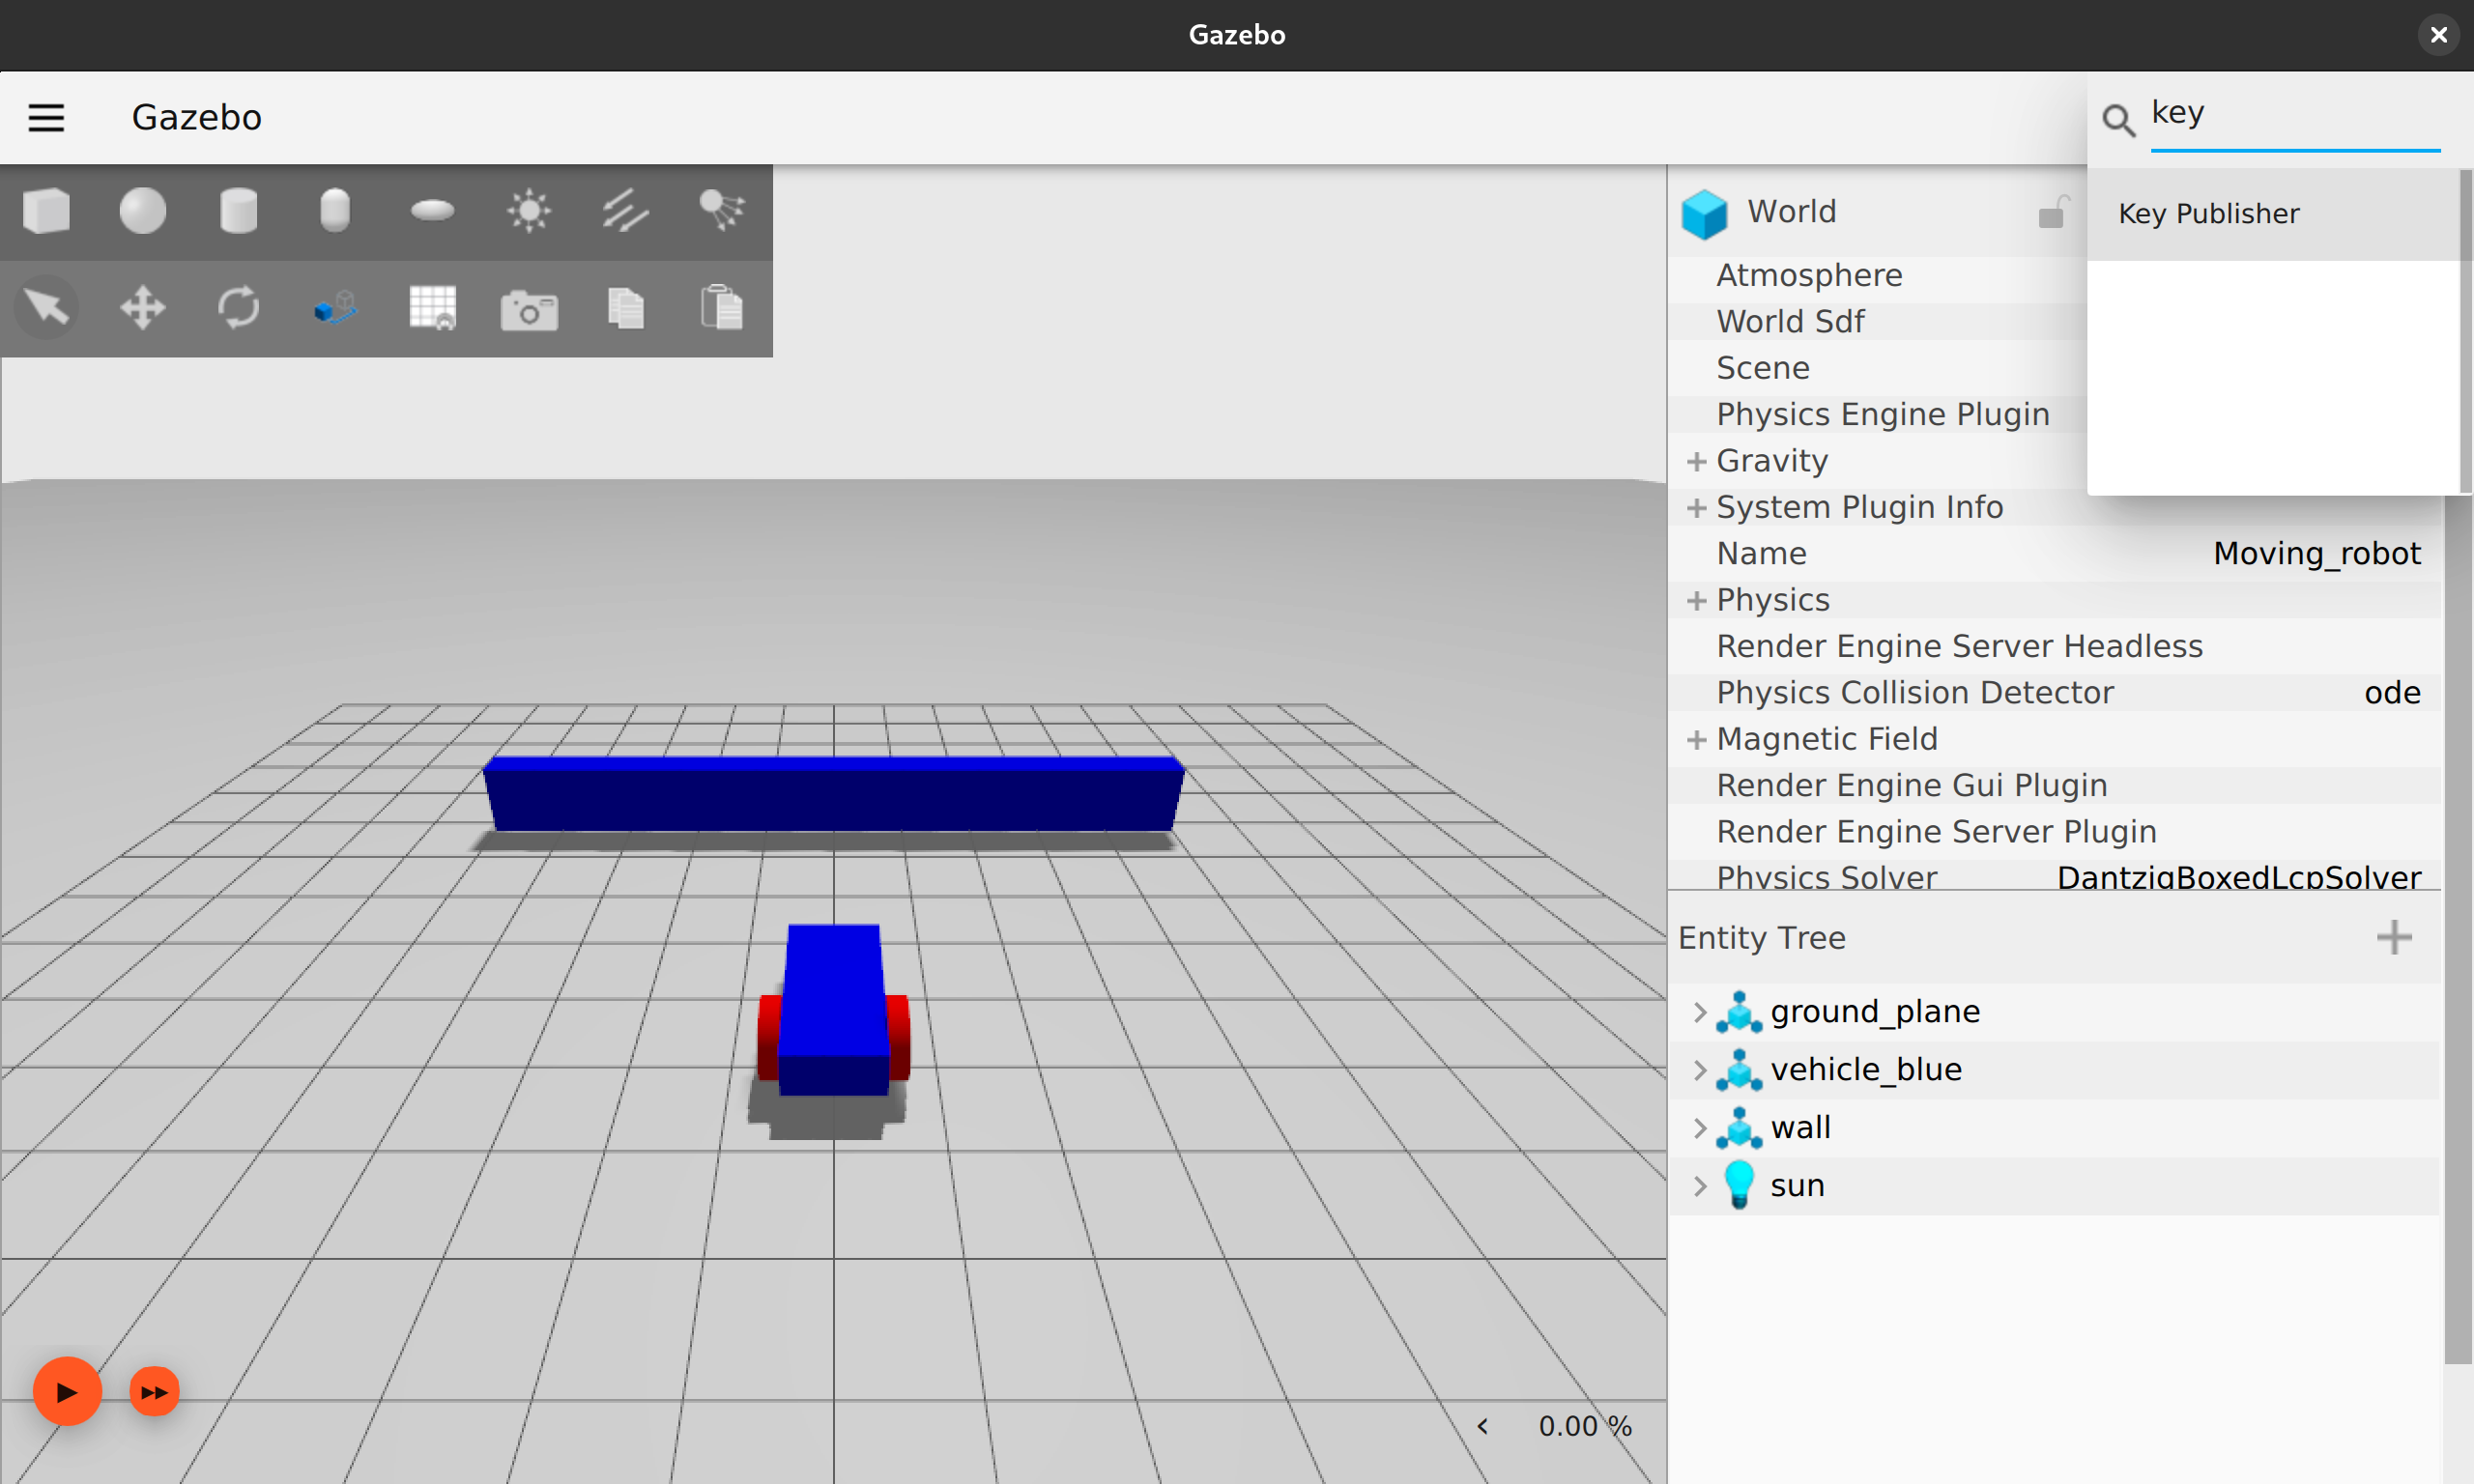 Gazebo
Gazebo
key
Key Publisher
World
Atmosphere
World Sdf
Scene
Physics Engine Plugin
Gravity
System Plugin Info
Name Moving_robot
Physics
Render Engine Server Headless
Physics Collision Detector ode
Magnetic Field
Render Engine Gui Plugin
Render Engine Server Plugin
Physics Solver DantzigBoxedLcpSolver
Entity Tree
ground_plane
vehicle_blue
wall
sun
0.00 %